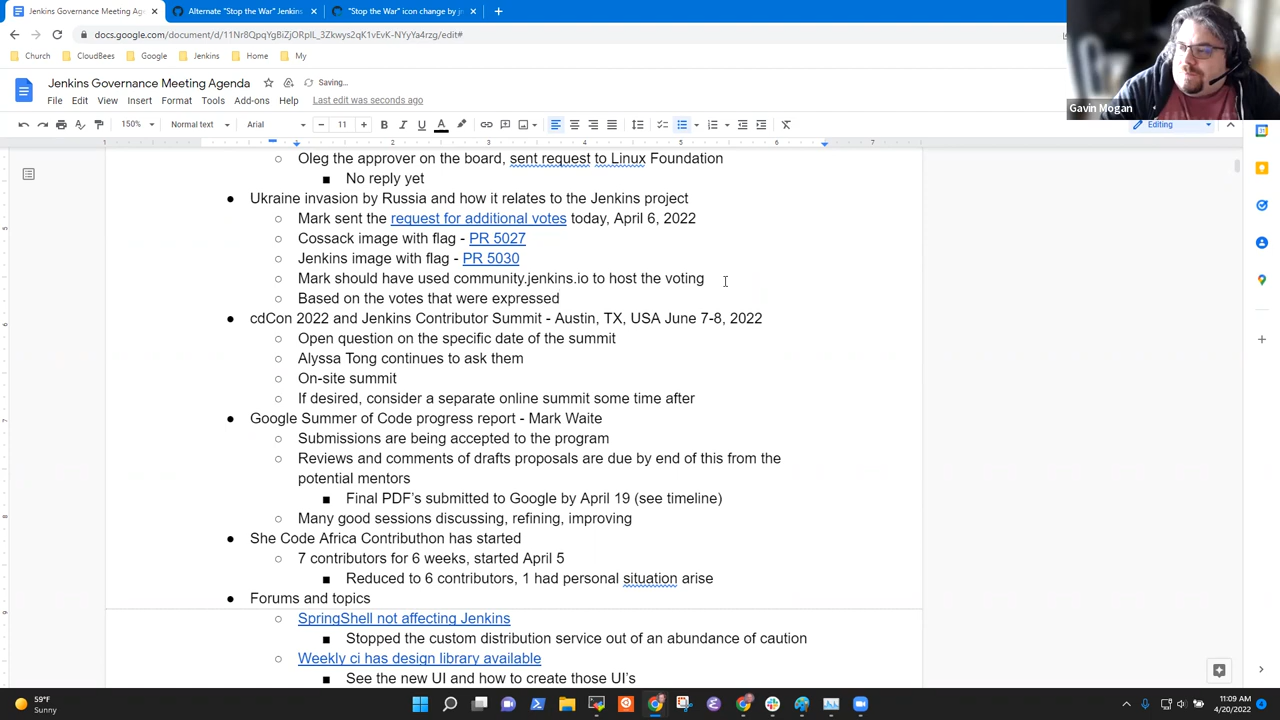 Jenkins Governance Meeting Ag
Alternate "Stop the War" Jenkins
"Stop the War" icon change by jn
docs.google.com/document/d/11Nr8QpqYgBiZjORpIL_3Zkwys2qK1vEvK-NYyYa4rzg/edit#
Church
CloudBees
Google
Jenkins
Home
My
Gavin Mogan
Jenkins Governance Meeting Agenda
Saving...
File Edit View Insert Format Tools Add-ons Help Last edit was seconds ago
150% Normal text Arial 11 Editing
Oleg the approver on the board, sent request to Linux Foundation
No reply yet
Ukraine invasion by Russia and how it relates to the Jenkins project
Mark sent the request for additional votes today, April 6, 2022
Cossack image with flag - PR 5027
Jenkins image with flag - PR 5030
Mark should have used community.jenkins.io to host the voting
Based on the votes that were expressed
cdCon 2022 and Jenkins Contributor Summit - Austin, TX, USA June 7-8, 2022
Open question on the specific date of the summit
Alyssa Tong continues to ask them
On-site summit
If desired, consider a separate online summit some time after
Google Summer of Code progress report - Mark Waite
Submissions are being accepted to the program
Reviews and comments of drafts proposals are due by end of this from the
potential mentors
Final PDF's submitted to Google by April 19 (see timeline)
Many good sessions discussing, refining, improving
She Code Africa Contributhon has started
7 contributors for 6 weeks, started April 5
Reduced to 6 contributors, 1 had personal situation arise
Forums and topics
SpringShell not affecting Jenkins
Stopped the custom distribution service out of an abundance of caution
Weekly ci has design library available
See the new UI and how to create those UI's
59°F
Sunny
11:09 AM
4/20/2022